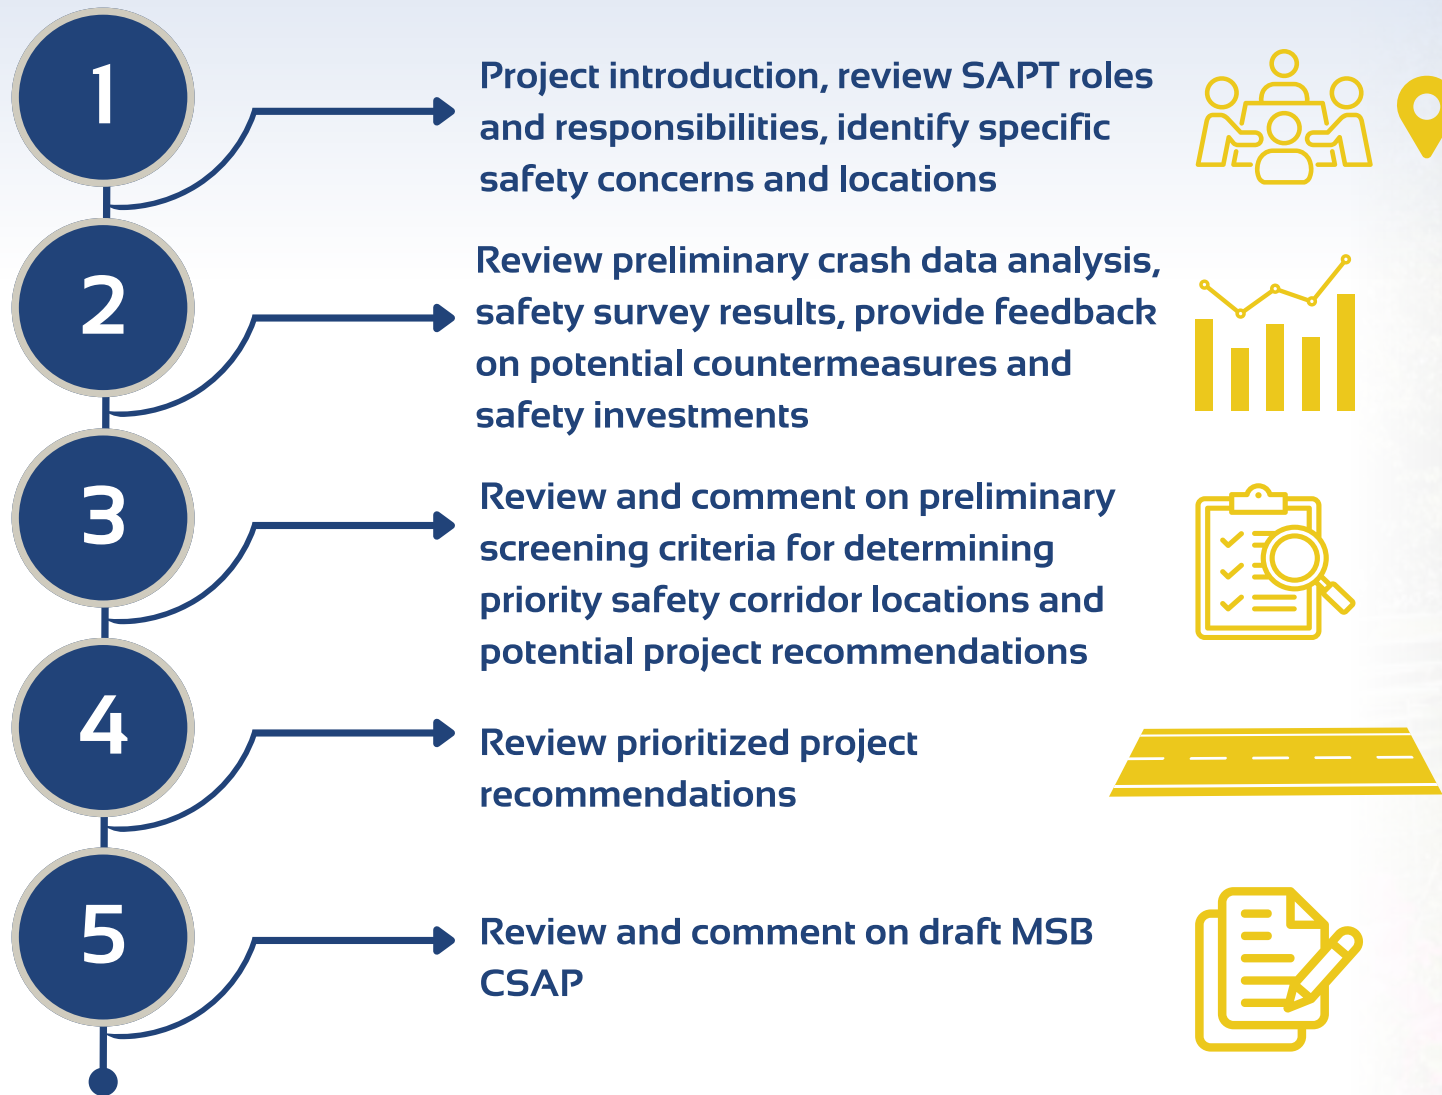 1
Project introduction, review SAPT roles
and responsibilities, identify specific
safety concerns and locations
2
Review preliminary crash data analysis,
safety survey results, provide feedback
on potential countermeasures and
safety investments
3
Review and comment on preliminary
screening criteria for determining
priority safety corridor locations and
potential project recommendations
4
Review prioritized project
recommendations
5
Review and comment on draft MSB
CSAP